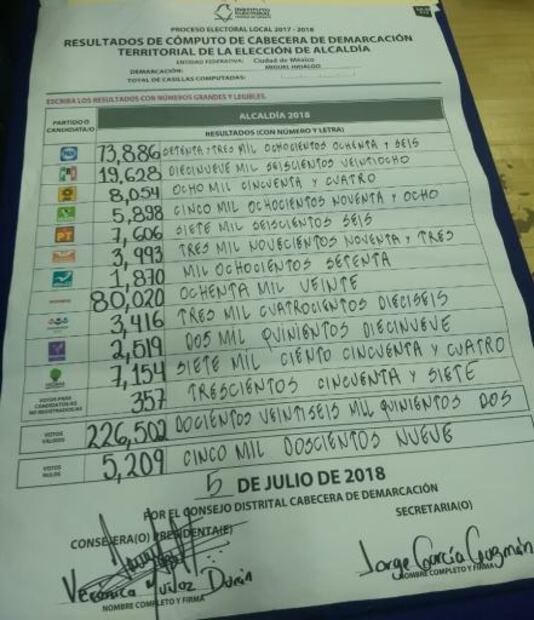 INSTITUTO ELECTORAL
PROCESO ELECTORAL LOCAL 2017 - 2018
RESULTADOS DE CÓMPUTO DE CABECERA DE DEMARCACIÓN
TERRITORIAL DE LA ELECCIÓN DE ALCALDÍA
ENTIDAD FEDERATIVA: Ciudad de México
DEMARCACIÓN: MIGUEL HIDALGO
TOTAL DE CASILLAS COMPUTADAS:
ESCRIBA LOS RESULTADOS CON NÚMEROS GRANDES Y LEGIBLES.
PARTIDO O CANDIDATA/O
ALCALDÍA 2018
RESULTADOS (CON NÚMERO Y LETRA)
PAN 73,886 SETENTA Y TRES MIL OCHOCIENTOS OCHENTA Y SEIS
PRI 19,628 DIECINUEVE MIL SEISCIENTOS VEINTIOCHO
8,054 OCHO MIL CINCUENTA Y CUATRO
5,898 CINCO MIL OCHOCIENTOS NOVENTA Y OCHO
PT 7,606 SIETE MIL SEISCIENTOS SEIS
3,993 TRES MIL NOVECIENTOS NOVENTA Y TRES
1,870 MIL OCHOCIENTOS SETENTA
morena 80,020 OCHENTA MIL VEINTE
3,416 TRES MIL CUATROCIENTOS DIECISEIS
2,519 DOS MIL QUINIENTOS DIECINUEVE
7,154 SIETE MIL CIENTO CINCUENTA Y CUATRO
VOTOS PARA CANDIDATOS/AS NO REGISTRADOS/AS 357 TRESCIENTOS CINCUENTA Y SIETE
VOTOS VÁLIDOS 226,502 DOCIENTOS VEINTISEIS MIL QUINIENTOS DOS
VOTOS NULOS 5,209 CINCO MIL DOSCIENTOS NUEVE
5 DE JULIO DE 2018
POR EL CONSEJO DISTRITAL CABECERA DE DEMARCACIÓN
CONSEJERA(O) PRESIDENTA(E)
SECRETARIA(O)
Verónica Muñoz Durán
Jorge García Guzmán
NOMBRE COMPLETO Y FIRMA
NOMBRE COMPLETO Y FIRMA